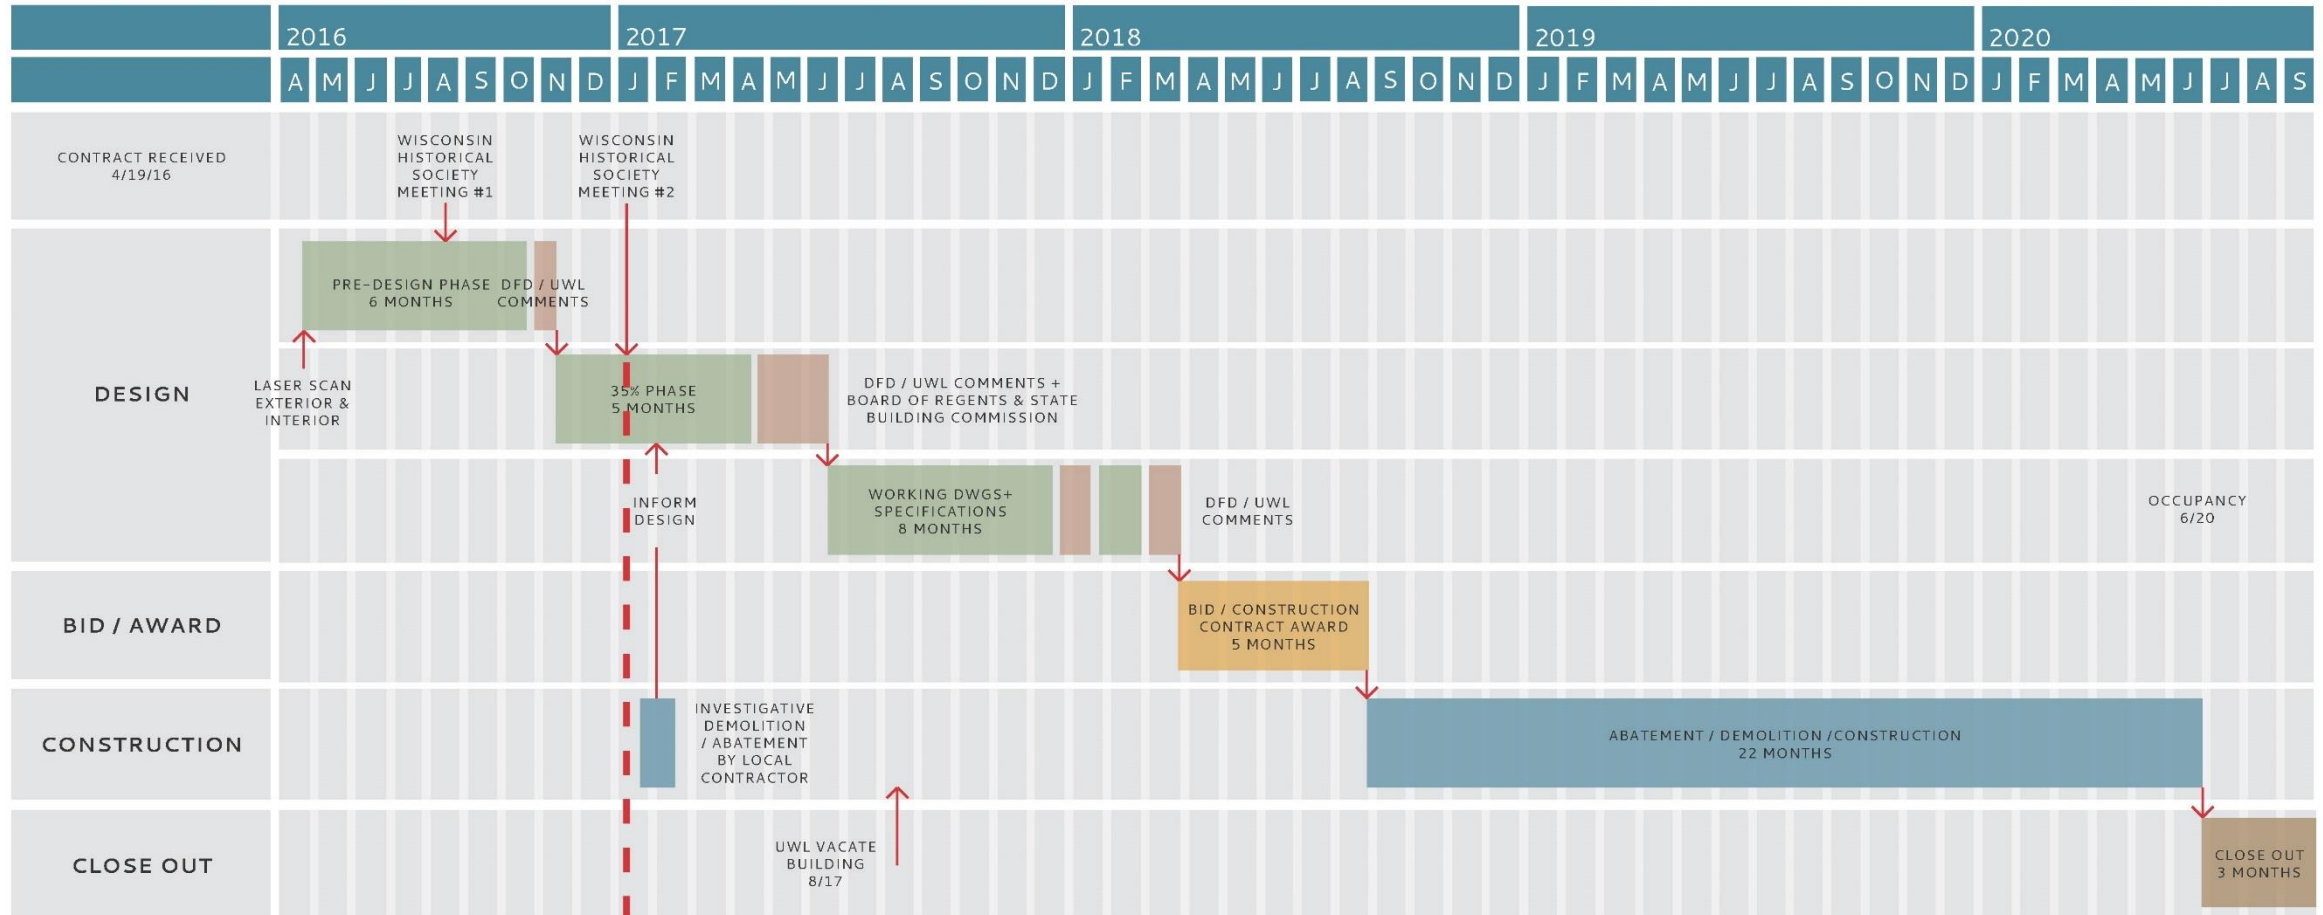 2016
2017
2018
2019
2020
A M J J A S O N D J F M A M J J A S O N D J F M A M J J A S O N D J F M A M J J A S O N D J F M A M J J A S
CONTRACT RECEIVED
4/19/16
WISCONSIN
HISTORICAL
SOCIETY
MEETING #1
WISCONSIN
HISTORICAL
SOCIETY
MEETING #2
DESIGN
PRE-DESIGN PHASE
6 MONTHS
DFD / UWL
COMMENTS
LASER SCAN
EXTERIOR &
INTERIOR
35% PHASE
5 MONTHS
DFD / UWL COMMENTS +
BOARD OF REGENTS & STATE
BUILDING COMMISSION
INFORM
DESIGN
WORKING DWGS+
SPECIFICATIONS
8 MONTHS
DFD / UWL
COMMENTS
OCCUPANCY
6/20
BID / AWARD
BID / CONSTRUCTION
CONTRACT AWARD
5 MONTHS
CONSTRUCTION
INVESTIGATIVE
DEMOLITION
/ ABATEMENT
BY LOCAL
CONTRACTOR
ABATEMENT / DEMOLITION /CONSTRUCTION
22 MONTHS
CLOSE OUT
UWL VACATE
BUILDING
8/17
CLOSE OUT
3 MONTHS